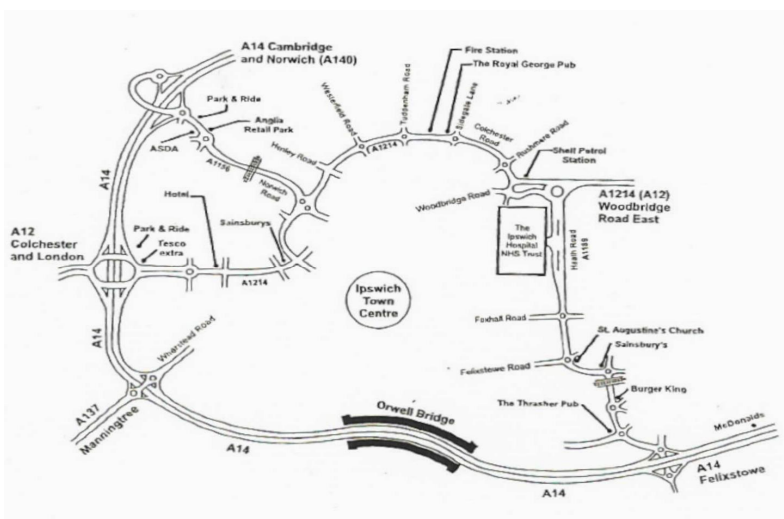 A14 Cambridge
and Norwich (A140)
Fire Station
The Royal George Pub
Park & Ride
Anglia
Retail Park
ASDA
A1156
Norwich
Road
Henley Road
Westerfield Road
A1214
Tuddenham Road
Sidegate Lane
Colchester
Road
Rushmere Road
Shell Petrol
Station
Woodbridge Road
A1214 (A12)
Woodbridge
Road East
The
Ipswich
Hospital
NHS Trust
Heath Road
A1189
A14
Hotel
Sainsburys
A12
Colchester
and London
Park & Ride
Tesco
extra
A1214
Ipswich
Town
Centre
Foxhall Road
St. Augustine's Church
Sainsbury's
Felixstowe Road
Burger King
The Thrasher Pub
McDonalds
A14
Wherstead Road
A137
Manningtree
Orwell Bridge
A14
A14
A14
Felixstowe